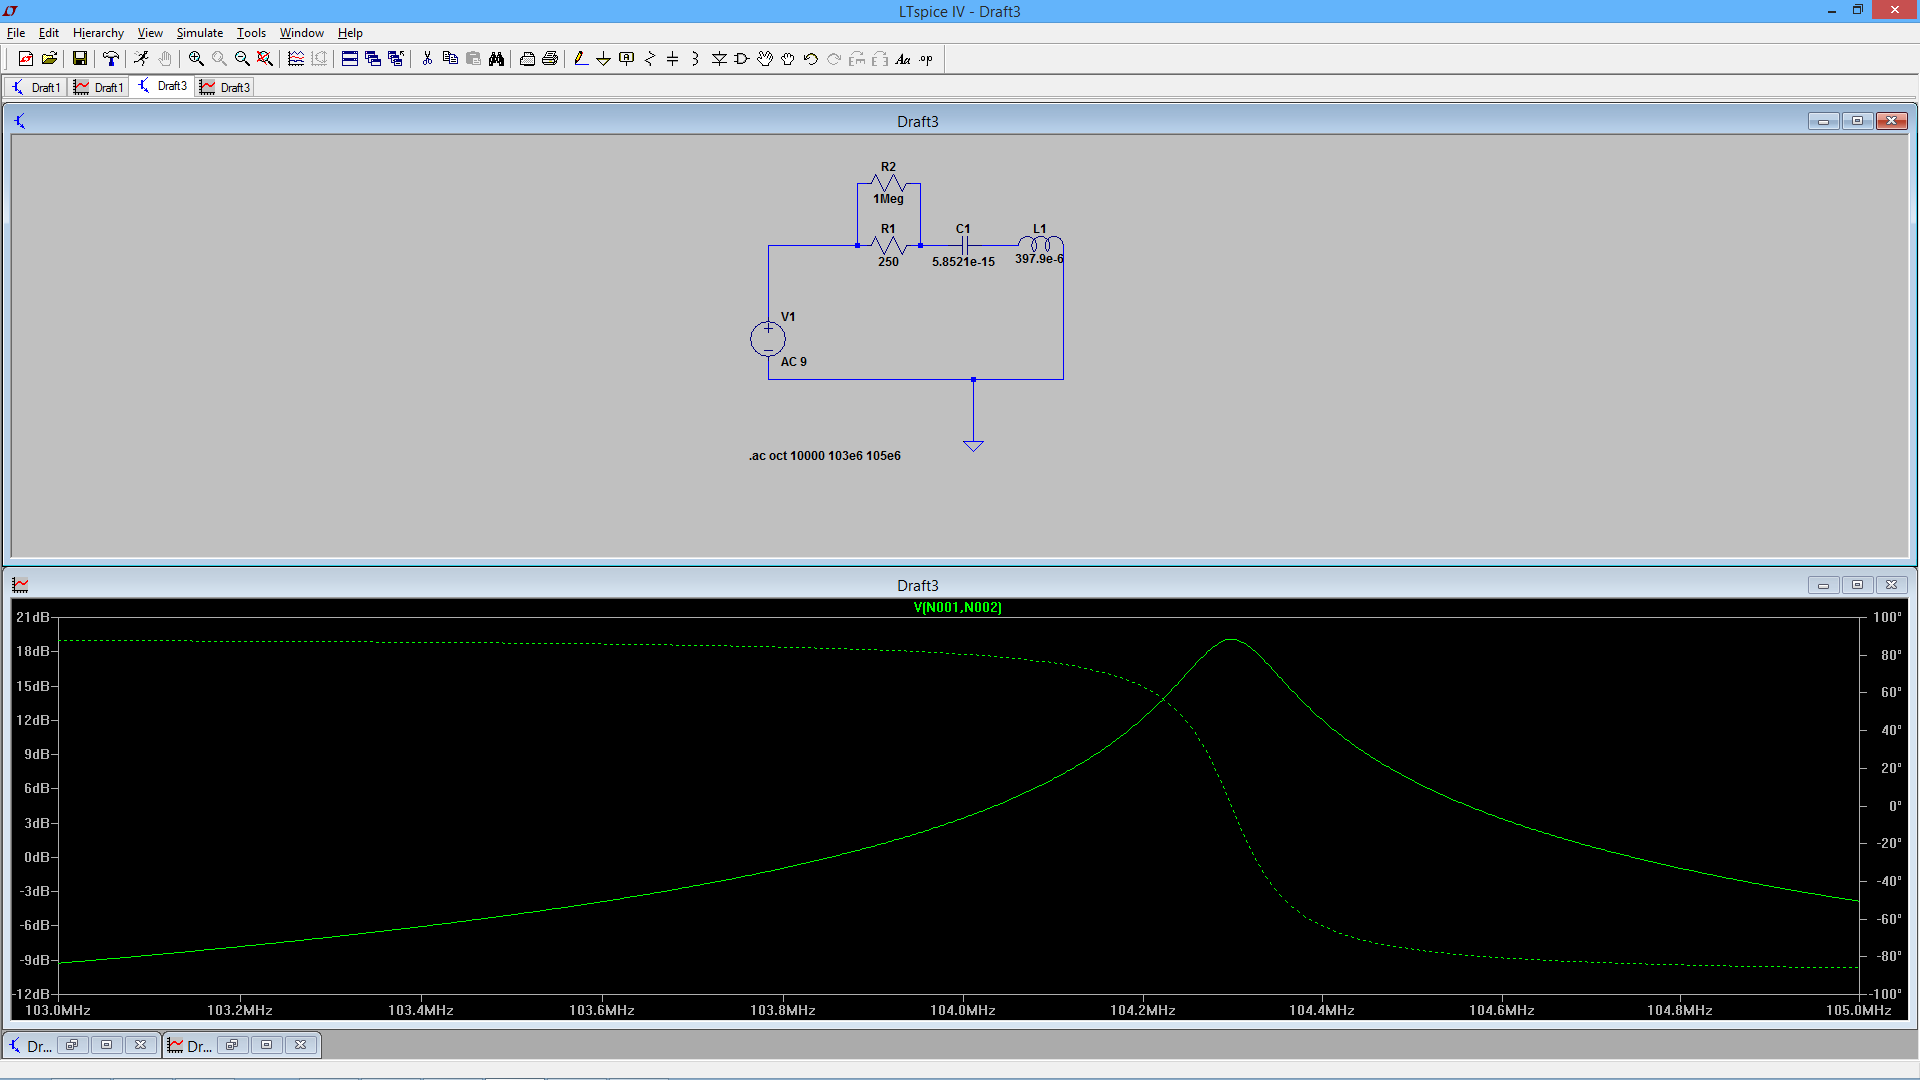 LTspice IV - Draft3
File Edit Hierarchy View Simulate Tools Window Help
Aa .op
Draft1 Draft1 Draft3 Draft3
Draft3
R2
1Meg
R1 C1 L1
250 5.8521e-15 397.9e-6
V1
AC 9
.ac oct 10000 103e6 105e6
Draft3
V(N001,N002)
21dB 100°
18dB 80°
15dB 60°
12dB 40°
9dB 20°
6dB 0°
3dB -20°
0dB -40°
-3dB -60°
-6dB -80°
-9dB -100°
-12dB
103.0MHz 103.2MHz 103.4MHz 103.6MHz 103.8MHz 104.0MHz 104.2MHz 104.4MHz 104.6MHz 104.8MHz 105.0MHz
Dr... Dr...